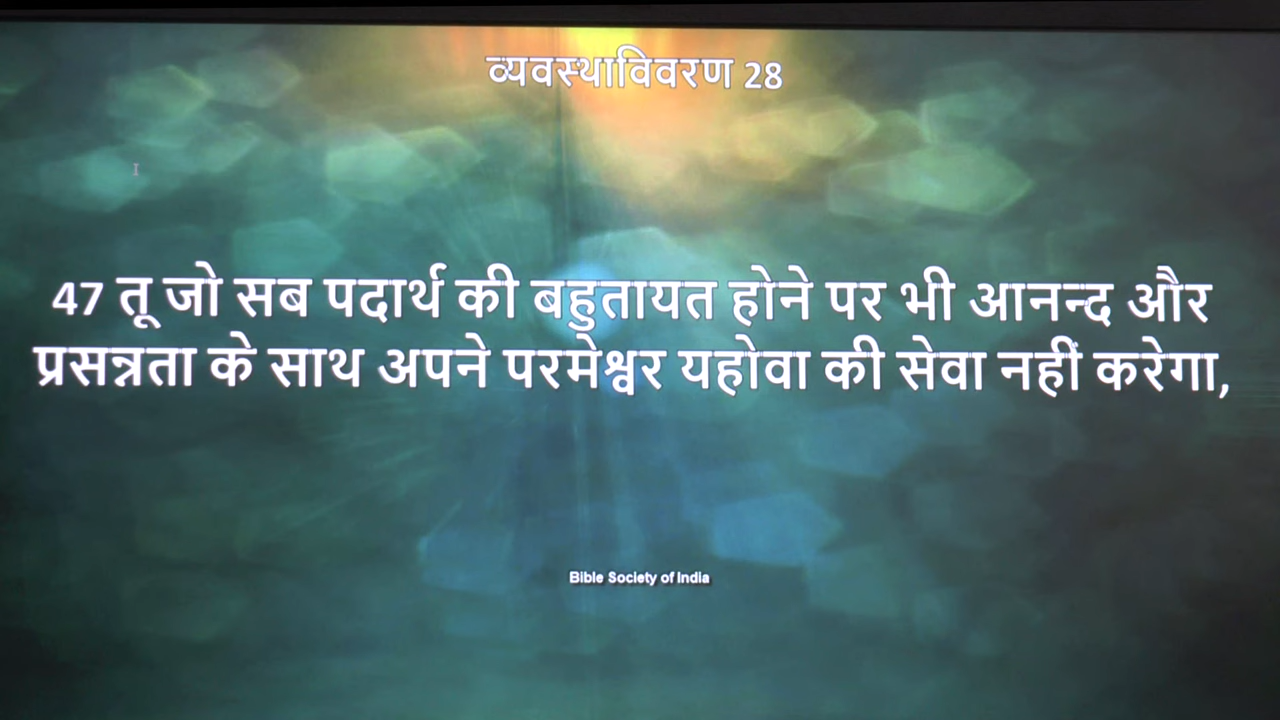 व्यवस्थाविवरण 28
47 तू जो सब पदार्थ की बहुतायत होने पर भी आनन्द और
प्रसन्नता के साथ अपने परमेश्वर यहोवा की सेवा नहीं करेगा,
Bible Society of India